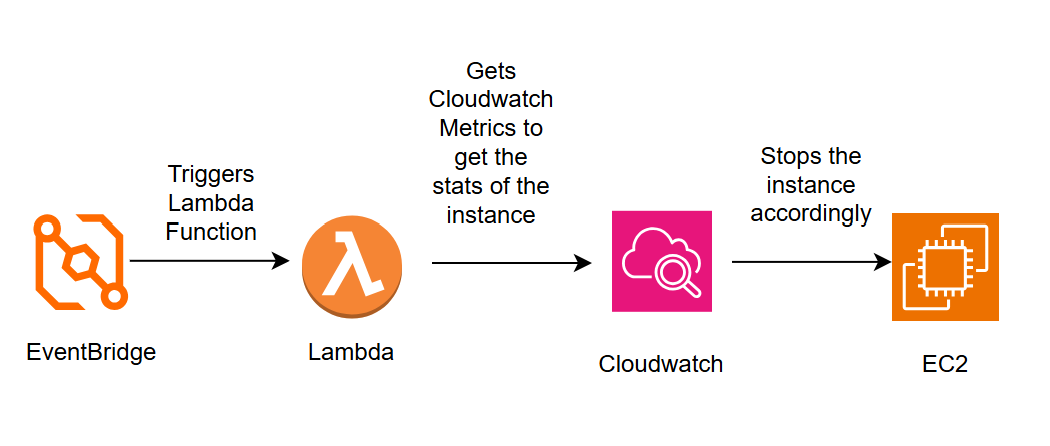 Gets
Cloudwatch
Metrics to
get the
stats of the
instance
Triggers
Lambda
Function
Stops the
instance
accordingly
EventBridge
Lambda
Cloudwatch
EC2